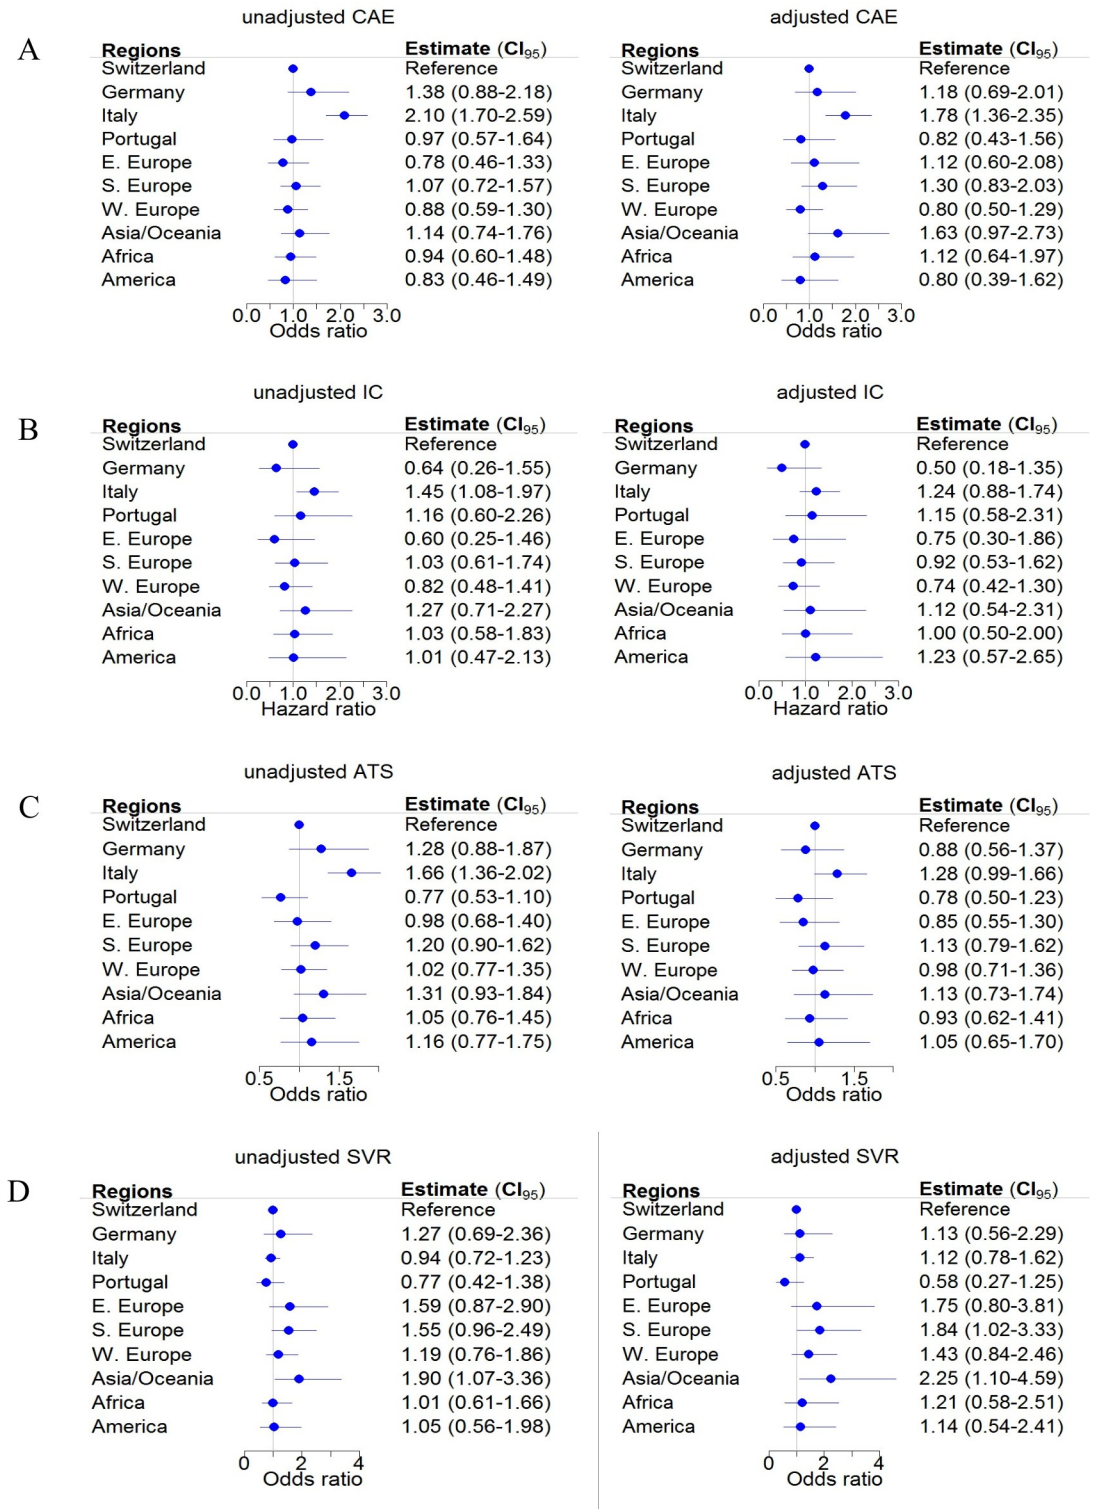 A
unadjusted CAE
Regions Estimate (CI95)
Switzerland Reference
Germany 1.38 (0.88-2.18)
Italy 2.10 (1.70-2.59)
Portugal 0.97 (0.57-1.64)
E. Europe 0.78 (0.46-1.33)
S. Europe 1.07 (0.72-1.57)
W. Europe 0.88 (0.59-1.30)
Asia/Oceania 1.14 (0.74-1.76)
Africa 0.94 (0.60-1.48)
America 0.83 (0.46-1.49)
0.0 1.0 2.0 3.0
Odds ratio
adjusted CAE
Regions Estimate (CI95)
Switzerland Reference
Germany 1.18 (0.69-2.01)
Italy 1.78 (1.36-2.35)
Portugal 0.82 (0.43-1.56)
E. Europe 1.12 (0.60-2.08)
S. Europe 1.30 (0.83-2.03)
W. Europe 0.80 (0.50-1.29)
Asia/Oceania 1.63 (0.97-2.73)
Africa 1.12 (0.64-1.97)
America 0.80 (0.39-1.62)
0.0 1.0 2.0 3.0
Odds ratio
B
unadjusted IC
Regions Estimate (CI95)
Switzerland Reference
Germany 0.64 (0.26-1.55)
Italy 1.45 (1.08-1.97)
Portugal 1.16 (0.60-2.26)
E. Europe 0.60 (0.25-1.46)
S. Europe 1.03 (0.61-1.74)
W. Europe 0.82 (0.48-1.41)
Asia/Oceania 1.27 (0.71-2.27)
Africa 1.03 (0.58-1.83)
America 1.01 (0.47-2.13)
0.0 1.0 2.0 3.0
Hazard ratio
adjusted IC
Regions Estimate (CI95)
Switzerland Reference
Germany 0.50 (0.18-1.35)
Italy 1.24 (0.88-1.74)
Portugal 1.15 (0.58-2.31)
E. Europe 0.75 (0.30-1.86)
S. Europe 0.92 (0.53-1.62)
W. Europe 0.74 (0.42-1.30)
Asia/Oceania 1.12 (0.54-2.31)
Africa 1.00 (0.50-2.00)
America 1.23 (0.57-2.65)
0.0 1.0 2.0 3.0
Hazard ratio
C
unadjusted ATS
Regions Estimate (CI95)
Switzerland Reference
Germany 1.28 (0.88-1.87)
Italy 1.66 (1.36-2.02)
Portugal 0.77 (0.53-1.10)
E. Europe 0.98 (0.68-1.40)
S. Europe 1.20 (0.90-1.62)
W. Europe 1.02 (0.77-1.35)
Asia/Oceania 1.31 (0.93-1.84)
Africa 1.05 (0.76-1.45)
America 1.16 (0.77-1.75)
0.5 1.5
Odds ratio
adjusted ATS
Regions Estimate (CI95)
Switzerland Reference
Germany 0.88 (0.56-1.37)
Italy 1.28 (0.99-1.66)
Portugal 0.78 (0.50-1.23)
E. Europe 0.85 (0.55-1.30)
S. Europe 1.13 (0.79-1.62)
W. Europe 0.98 (0.71-1.36)
Asia/Oceania 1.13 (0.73-1.74)
Africa 0.93 (0.62-1.41)
America 1.05 (0.65-1.70)
0.5 1.5
Odds ratio
D
unadjusted SVR
Regions Estimate (CI95)
Switzerland Reference
Germany 1.27 (0.69-2.36)
Italy 0.94 (0.72-1.23)
Portugal 0.77 (0.42-1.38)
E. Europe 1.59 (0.87-2.90)
S. Europe 1.55 (0.96-2.49)
W. Europe 1.19 (0.76-1.86)
Asia/Oceania 1.90 (1.07-3.36)
Africa 1.01 (0.61-1.66)
America 1.05 (0.56-1.98)
0 2 4
Odds ratio
adjusted SVR
Regions Estimate (CI95)
Switzerland Reference
Germany 1.13 (0.56-2.29)
Italy 1.12 (0.78-1.62)
Portugal 0.58 (0.27-1.25)
E. Europe 1.75 (0.80-3.81)
S. Europe 1.84 (1.02-3.33)
W. Europe 1.43 (0.84-2.46)
Asia/Oceania 2.25 (1.10-4.59)
Africa 1.21 (0.58-2.51)
America 1.14 (0.54-2.41)
0 2 4
Odds ratio